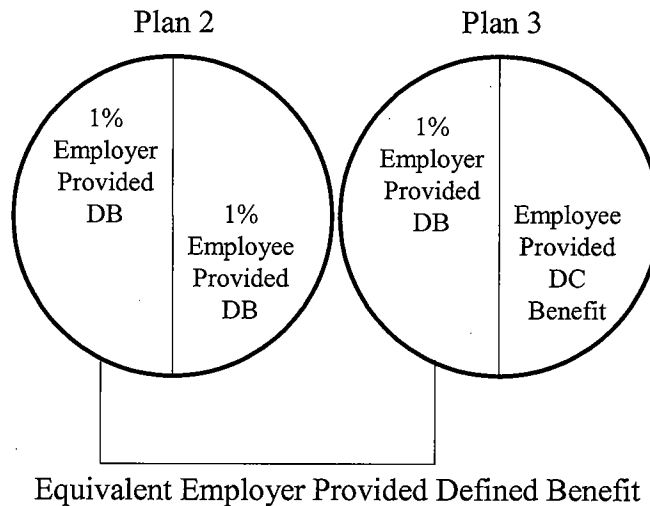 Plan 2
Plan 3
1%
Employer
Provided
DB
1%
Employee
Provided
DB
1%
Employer
Provided
DB
Employee
Provided
DC
Benefit
Equivalent Employer Provided Defined Benefit